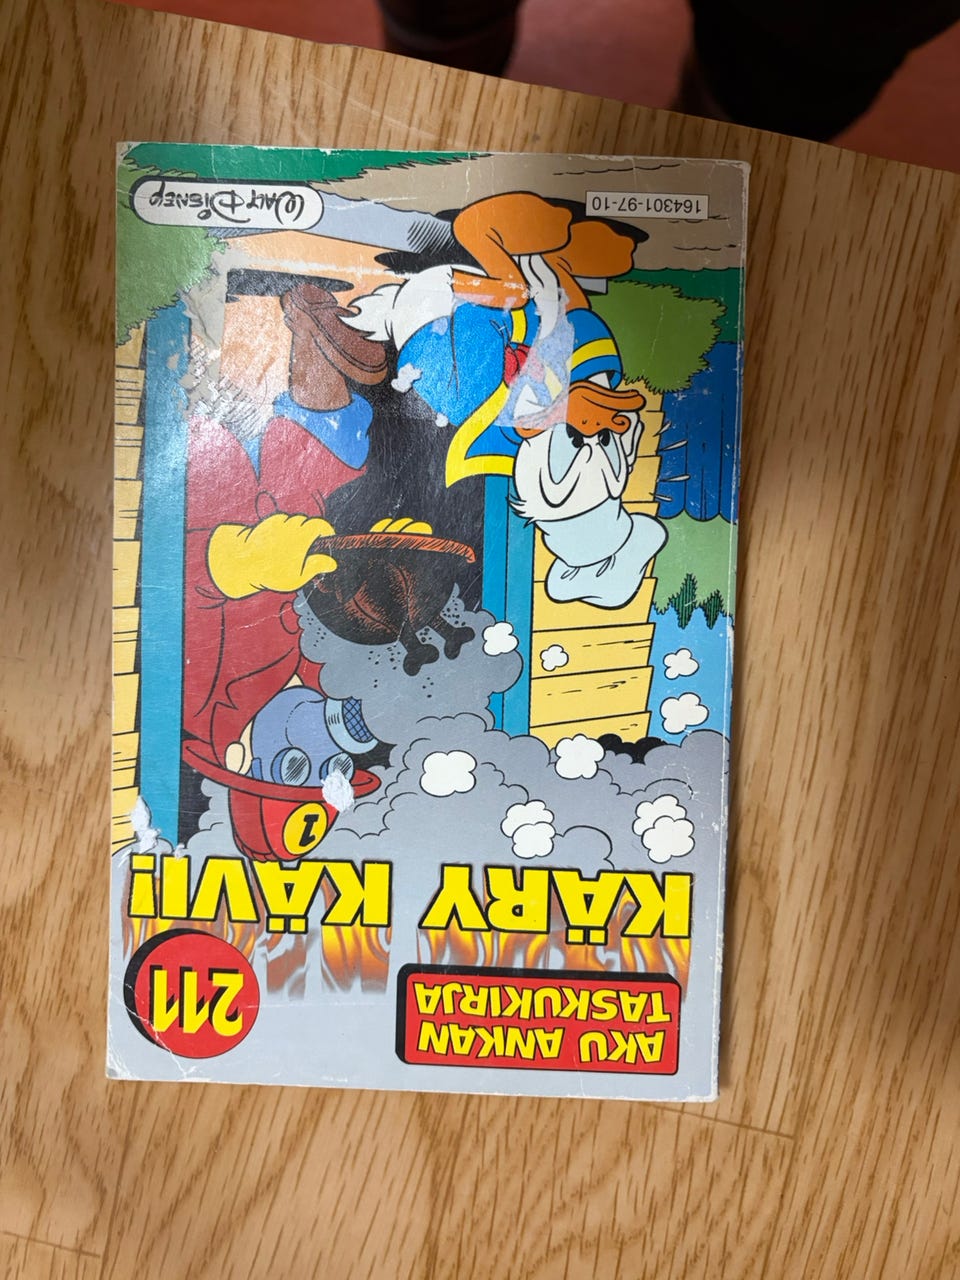 AKU ANKAN
TASKUKIRJA
211
KÄRY KÄVI!
1
164301-97-10
WALT DISNEY